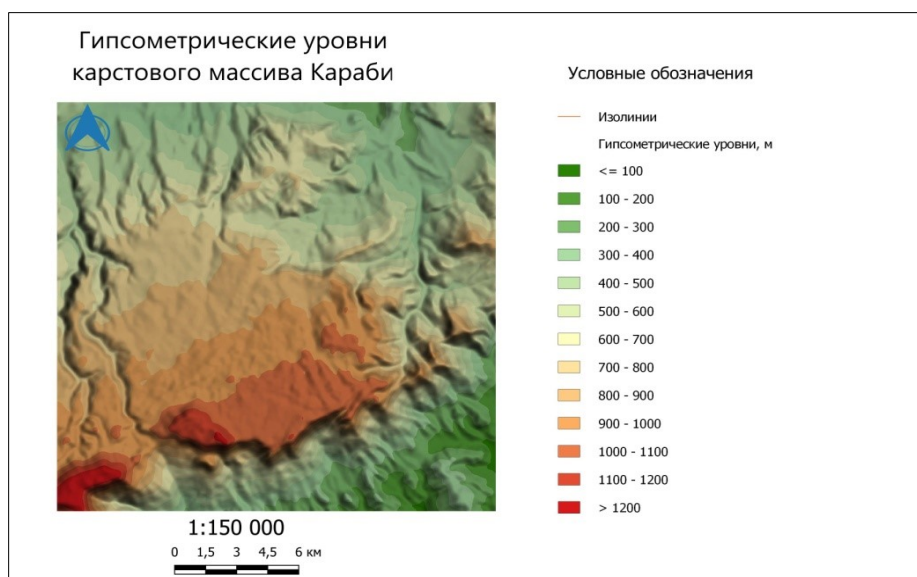 Гипсометрические уровни
карстового массива Караби
Условные обозначения
Изолинии
Гипсометрические уровни, м
<= 100
100 - 200
200 - 300
300 - 400
400 - 500
500 - 600
600 - 700
700 - 800
800 - 900
900 - 1000
1000 - 1100
1100 - 1200
> 1200
1:150 000
0 1,5 3 4,5 6 км